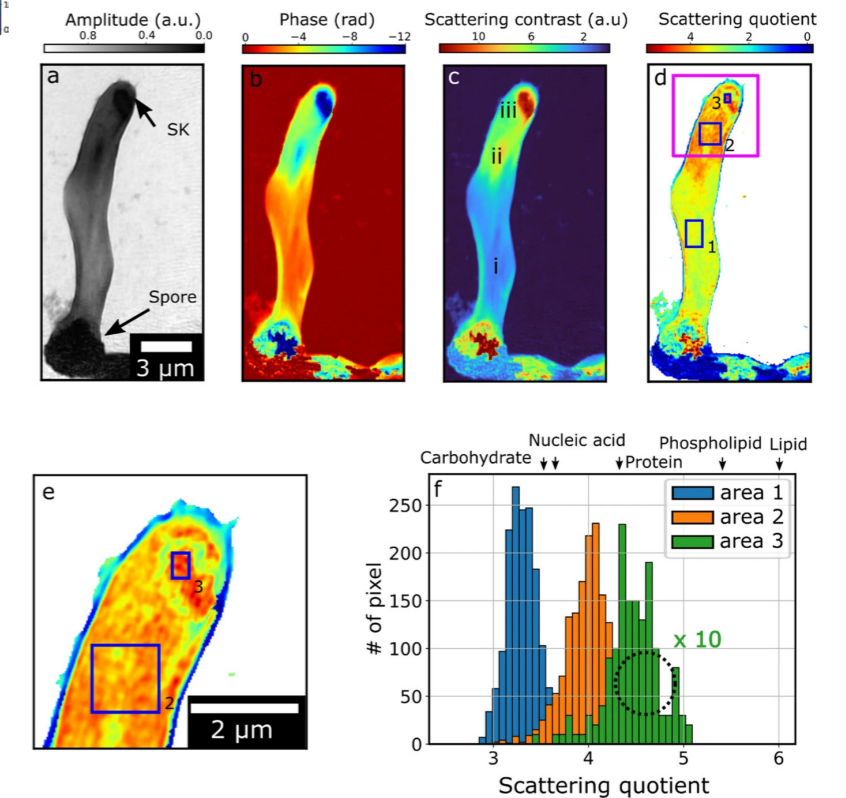 1
α
Amplitude (a.u.)
0.8 0.4 0.0
Phase (rad)
0 −4 −8 −12
Scattering contrast (a.u)
10 6 2
Scattering quotient
4 2 0
a
SK
Spore
3 μm
b
c
iii
ii
i
d
3
2
1
e
3
2
2 μm
Nucleic acid
Phospholipid Lipid
Carbohydrate
Protein
f
area 1
area 2
area 3
x 10
# of pixel
250
200
150
100
50
0
3 4 5 6
Scattering quotient